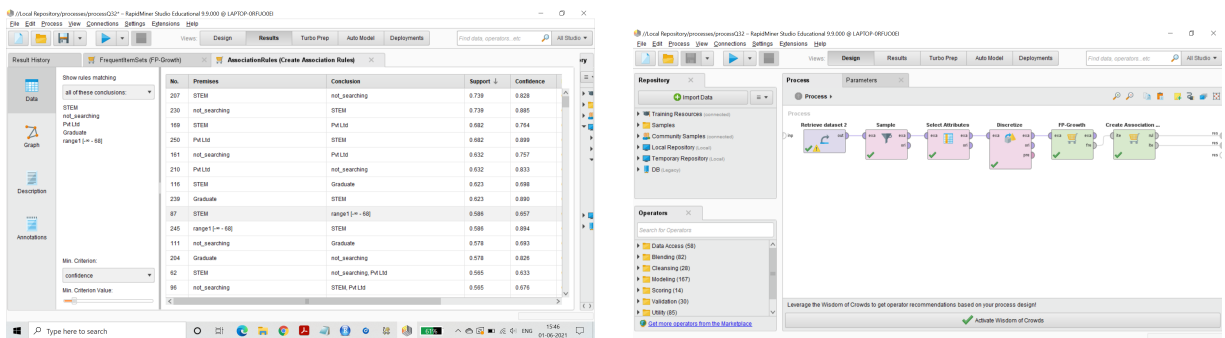 //Local Repository/processes/processQ32* – RapidMiner Studio Educational 9.9.000 @ LAPTOP-0RFUO0EI
File Edit Process View Connections Settings Extensions Help
Views: Design Results Turbo Prep Auto Model Deployments
Find data, operators...etc
All Studio
Result History
FrequentItemSets (FP-Growth)
AssociationRules (Create Association Rules)
Data
Graph
Description
Annotations
Show rules matching
all of these conclusions:
STEM
not_searching
Pvt Ltd
Graduate
range1 [-∞ - 68]
Min. Criterion:
confidence
Min. Criterion Value:
No. Premises Conclusion Support ↓ Confidence
207 STEM not_searching 0.739 0.828
230 not_searching STEM 0.739 0.885
169 STEM Pvt Ltd 0.682 0.764
250 Pvt Ltd STEM 0.682 0.899
161 not_searching Pvt Ltd 0.632 0.757
210 Pvt Ltd not_searching 0.632 0.833
116 STEM Graduate 0.623 0.698
239 Graduate STEM 0.623 0.890
87 STEM range1 [-∞ - 68] 0.586 0.657
245 range1 [-∞ - 68] STEM 0.586 0.894
111 not_searching Graduate 0.578 0.693
204 Graduate not_searching 0.578 0.826
62 STEM not_searching, Pvt Ltd 0.565 0.633
96 not_searching STEM, Pvt Ltd 0.565 0.676
Type here to search
61%
ENG
15:46
01-06-2021
//Local Repository/processes/processQ32 – RapidMiner Studio Educational 9.9.000 @ LAPTOP-0RFUO0EI
File Edit Process View Connections Settings Extensions Help
Views: Design Results Turbo Prep Auto Model Deployments
Find data, operators...etc
All Studio
Repository
Import Data
Training Resources (connected)
Samples
Community Samples (connected)
Local Repository (Local)
Temporary Repository (Local)
DB (Legacy)
Operators
Search for Operators
Data Access (58)
Blending (82)
Cleansing (28)
Modeling (167)
Scoring (14)
Validation (30)
Utility (85)
Get more operators from the Marketplace
Process
Parameters
Process
Process
Retrieve dataset 2
Sample
Select Attributes
Discretize
FP-Growth
Create Association ...
inp
out
exa
ori
pre
fre
ite
rul
res
Leverage the Wisdom of Crowds to get operator recommendations based on your process design!
Activate Wisdom of Crowds